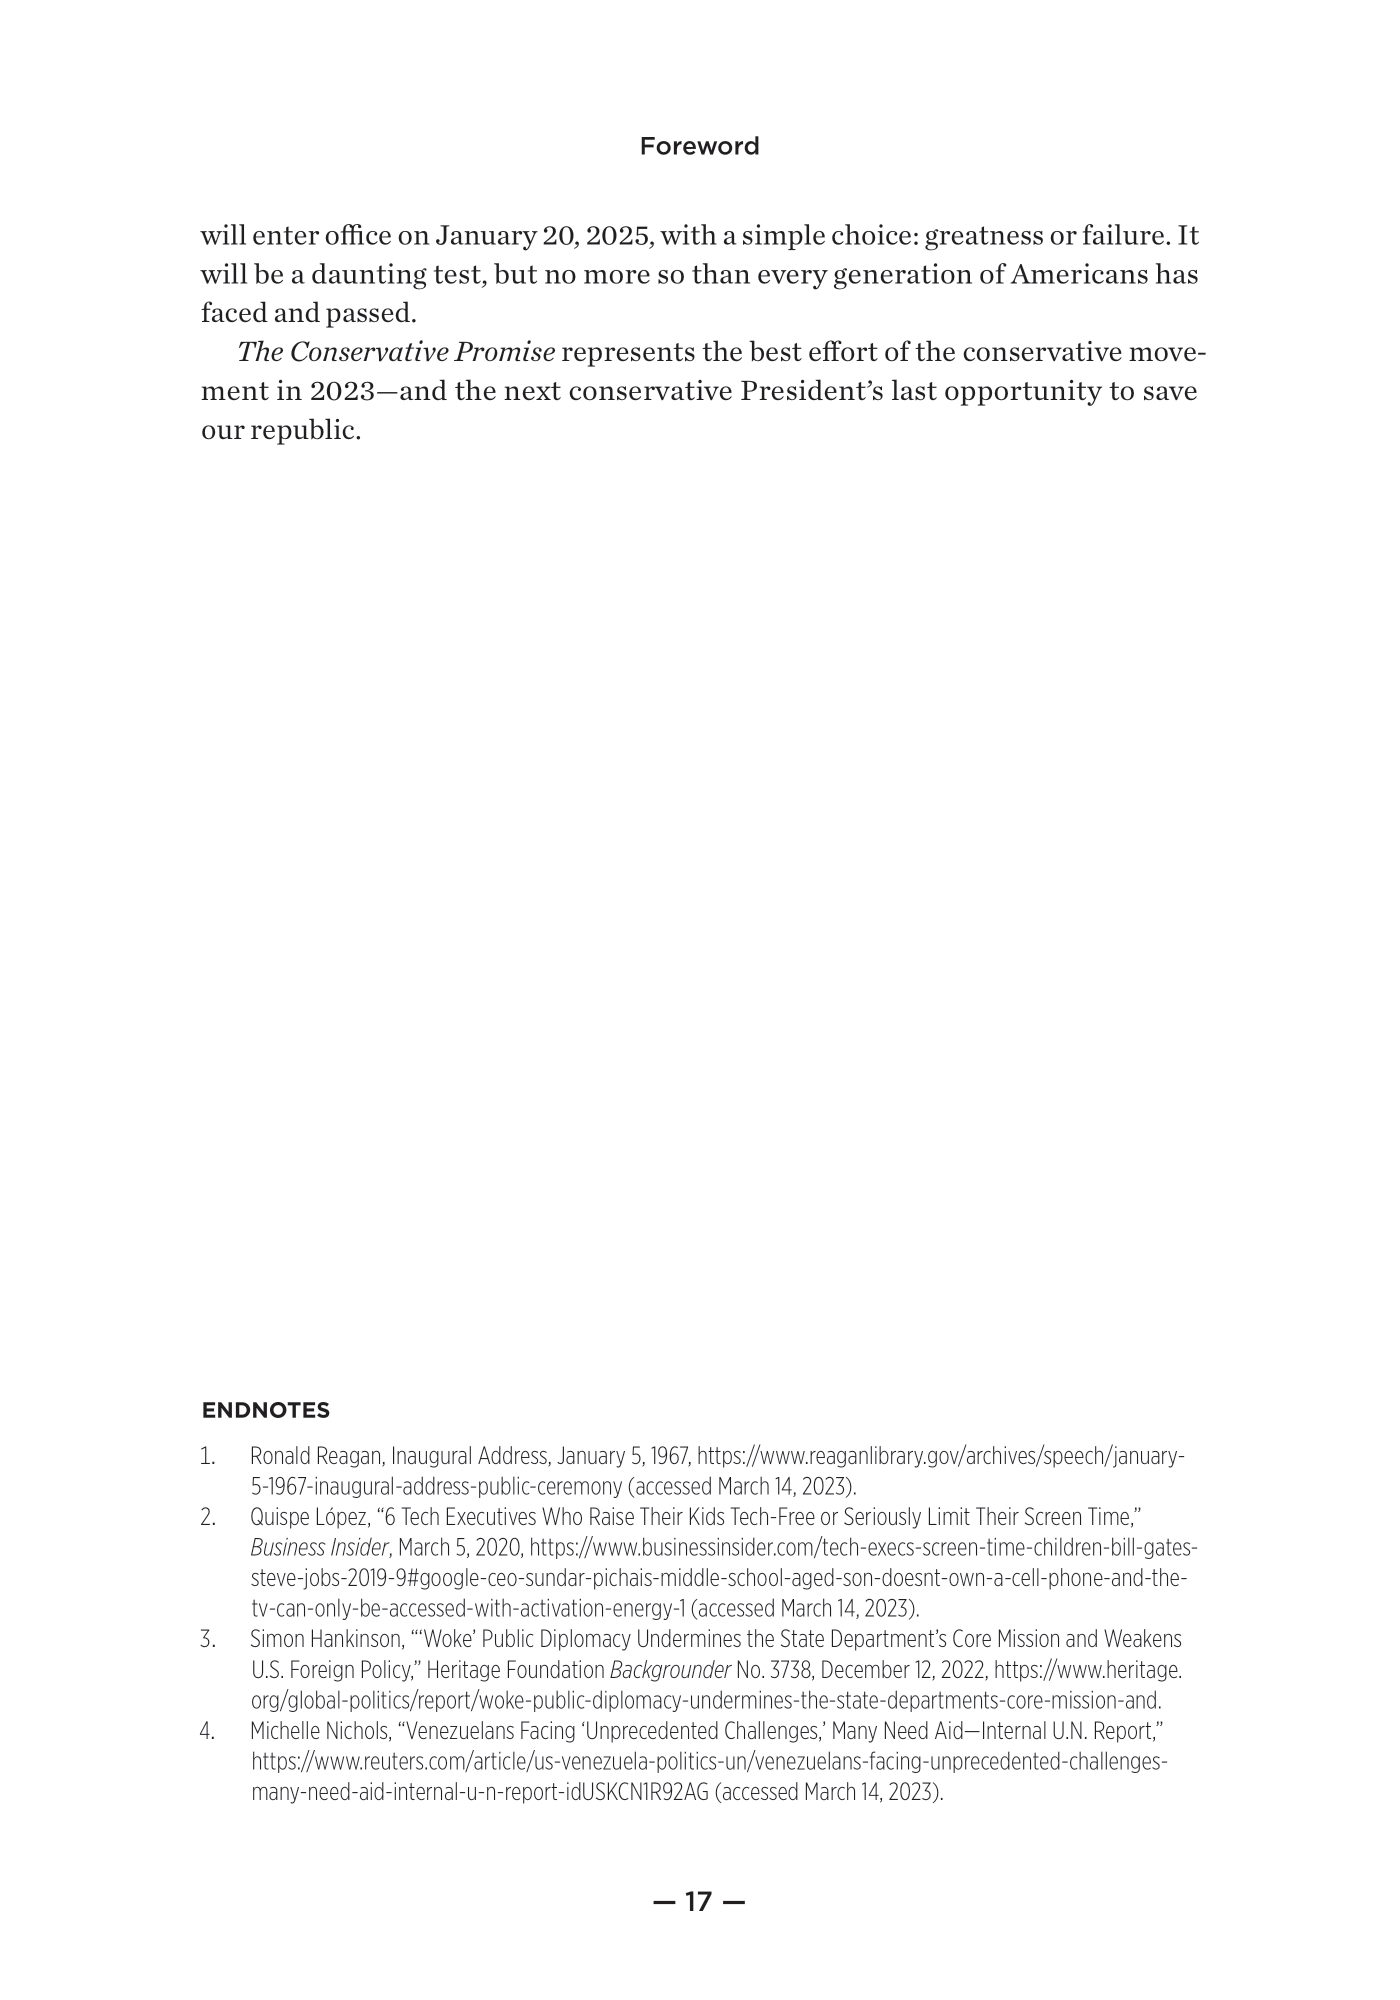 Foreword
will enter office on January 20, 2025, with a simple choice: greatness or failure. It
will be a daunting test, but no more so than every generation of Americans has
faced and passed.
The Conservative Promise represents the best effort of the conservative move-
ment in 2023—and the next conservative President’s last opportunity to save
our republic.
ENDNOTES
1. Ronald Reagan, Inaugural Address, January 5, 1967, https://www.reaganlibrary.gov/archives/speech/january-
5-1967-inaugural-address-public-ceremony (accessed March 14, 2023).
2. Quispe López, “6 Tech Executives Who Raise Their Kids Tech-Free or Seriously Limit Their Screen Time,”
Business Insider, March 5, 2020, https://www.businessinsider.com/tech-execs-screen-time-children-bill-gates-
steve-jobs-2019-9#google-ceo-sundar-pichais-middle-school-aged-son-doesnt-own-a-cell-phone-and-the-
tv-can-only-be-accessed-with-activation-energy-1 (accessed March 14, 2023).
3. Simon Hankinson, “‘Woke’ Public Diplomacy Undermines the State Department’s Core Mission and Weakens
U.S. Foreign Policy,” Heritage Foundation Backgrounder No. 3738, December 12, 2022, https://www.heritage.
org/global-politics/report/woke-public-diplomacy-undermines-the-state-departments-core-mission-and.
4. Michelle Nichols, “Venezuelans Facing ‘Unprecedented Challenges,’ Many Need Aid—Internal U.N. Report,”
https://www.reuters.com/article/us-venezuela-politics-un/venezuelans-facing-unprecedented-challenges-
many-need-aid-internal-u-n-report-idUSKCN1R92AG (accessed March 14, 2023).
— 17 —